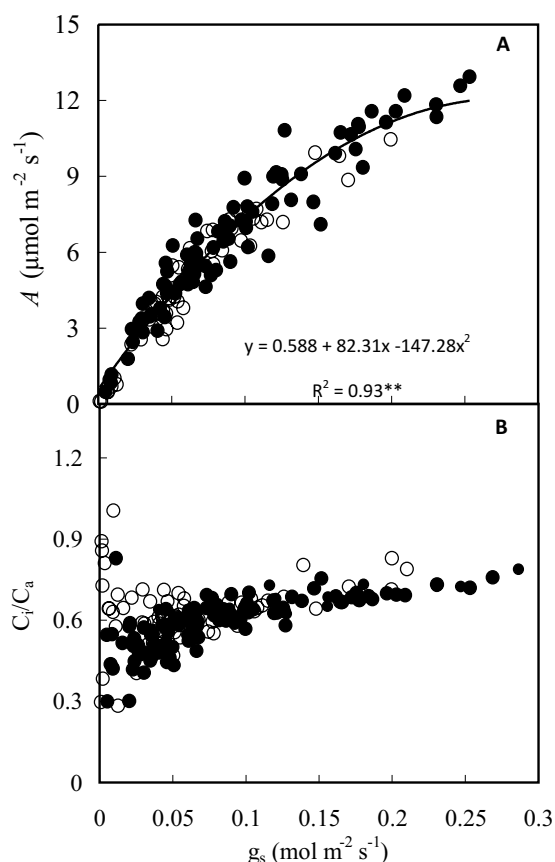 15
A
12
9
6
3
0
A (µmol m⁻² s⁻¹)
y = 0.588 + 82.31x -147.28x²
R² = 0.93**
B
1.2
0.9
0.6
0.3
0
Cᵢ/Cₐ
0 0.05 0.1 0.15 0.2 0.25 0.3
gₛ (mol m⁻² s⁻¹)